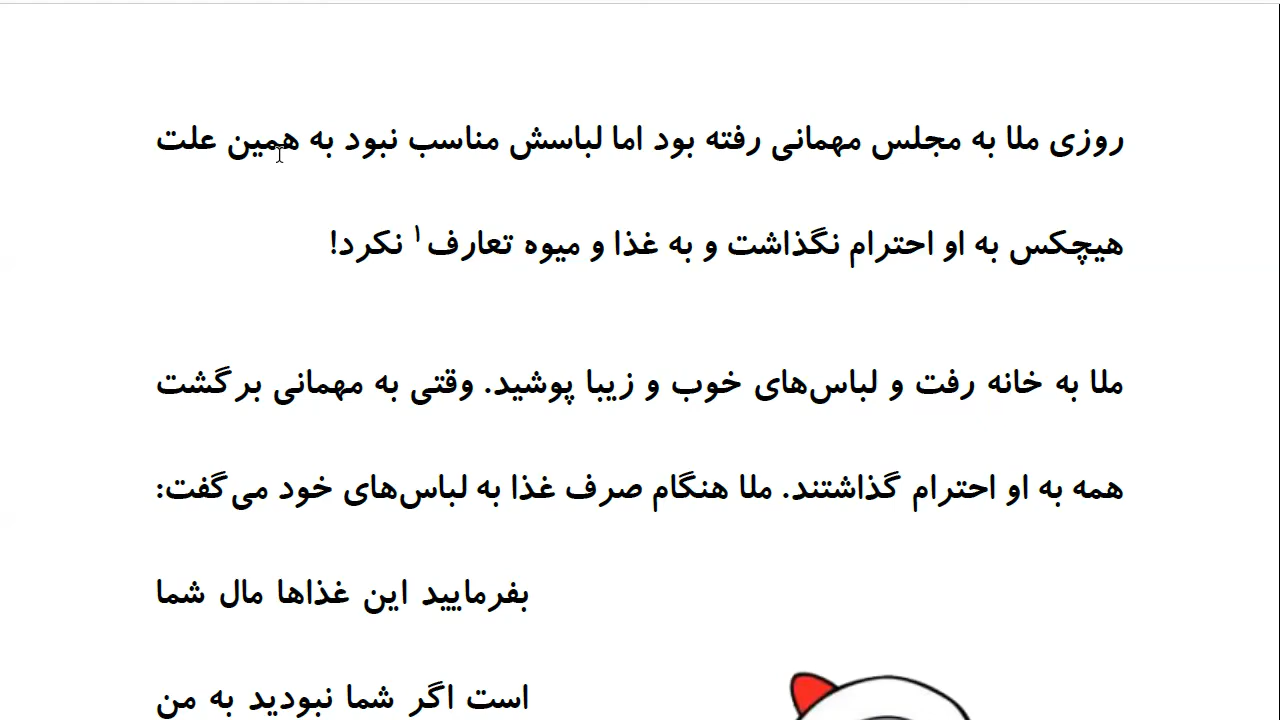 روزی ملا به مجلس مهمانی رفته بود اما لباسش مناسب نبود به همین علت
هیچکس به او احترام نگذاشت و به غذا و میوه تعارف۱ نکرد!
ملا به خانه رفت و لباس‌های خوب و زیبا پوشید. وقتی به مهمانی برگشت
همه به او احترام گذاشتند. ملا هنگام صرف غذا به لباس‌های خود می‌گفت:
بفرمایید این غذاها مال شما
است اگر شما نبودید به من